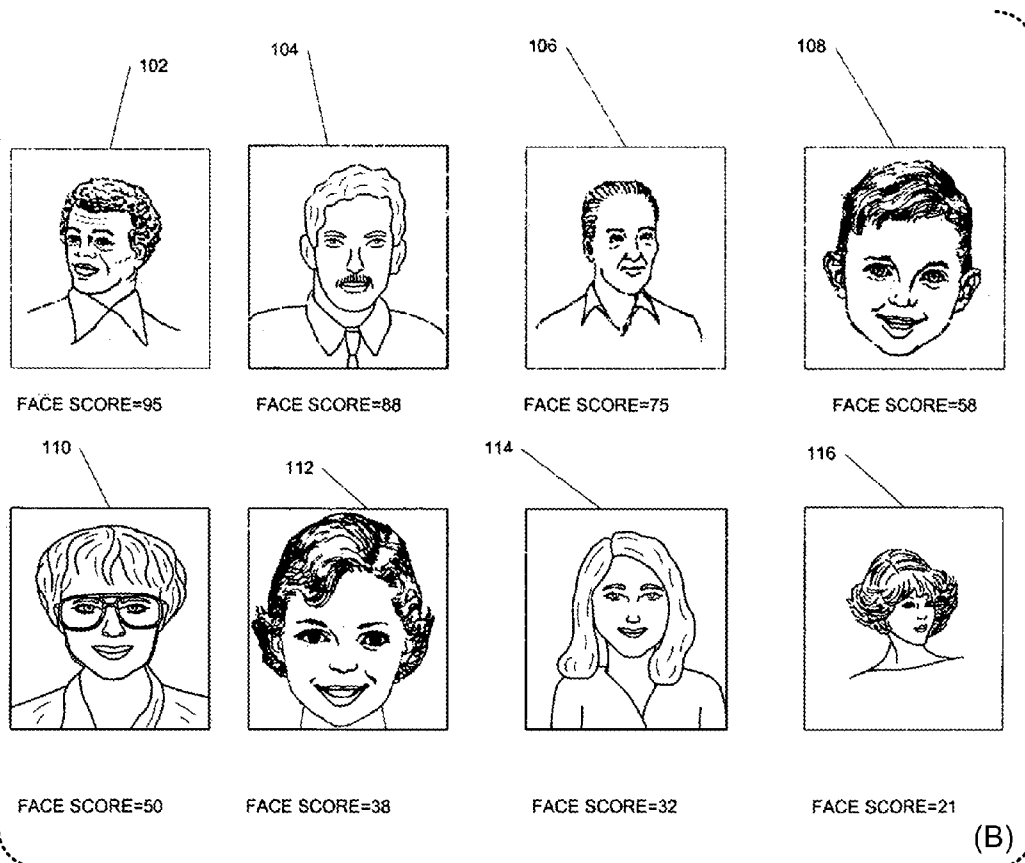 102
104
106
108
FACE SCORE=95
FACE SCORE=88
FACE SCORE=75
FACE SCORE=58
110
112
114
116
FACE SCORE=50
FACE SCORE=38
FACE SCORE=32
FACE SCORE=21
(B)